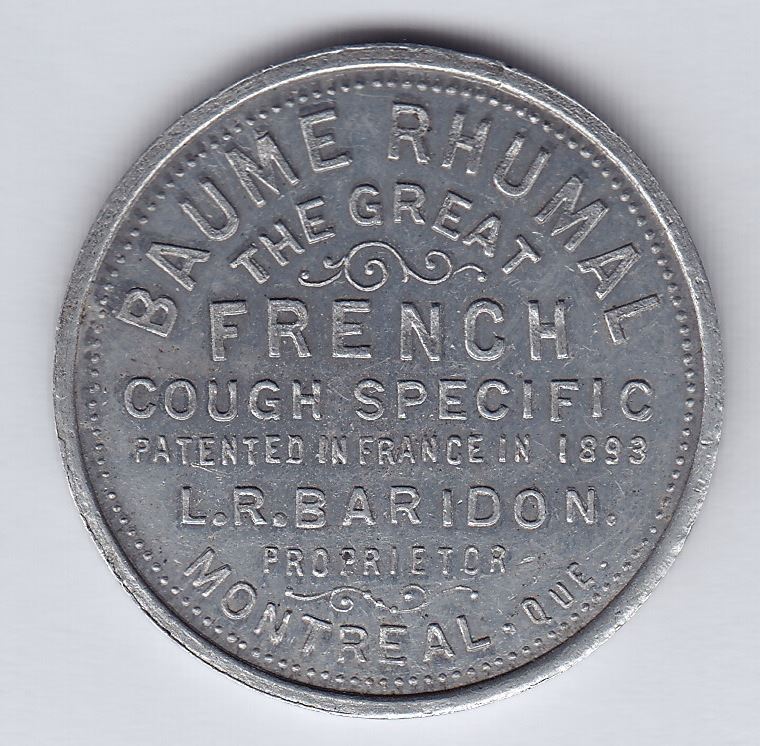 BAUME RHUMAL
THE GREAT
FRENCH
COUGH SPECIFIC
PATENTED IN FRANCE IN 1893
L.R. BARIDON.
PROPRIETOR
MONTREAL. QUE.